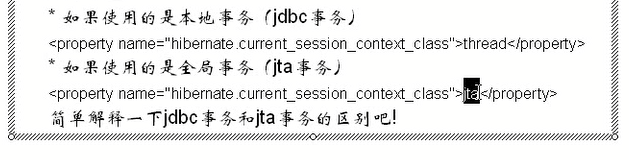 * 如果使用的是本地事务（jdbc事务）
<property name="hibernate.current_session_context_class">thread</property>
* 如果使用的是全局事务（jta事务）
<property name="hibernate.current_session_context_class">jta</property>
简单解释一下jdbc事务和jta事务的区别吧!